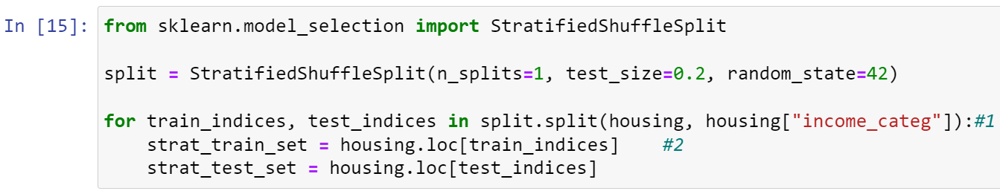 In [15]: from sklearn.model_selection import StratifiedShuffleSplit
split = StratifiedShuffleSplit(n_splits=1, test_size=0.2, random_state=42)
for train_indices, test_indices in split.split(housing, housing["income_categ"]):#1
    strat_train_set = housing.loc[train_indices]    #2
    strat_test_set = housing.loc[test_indices]